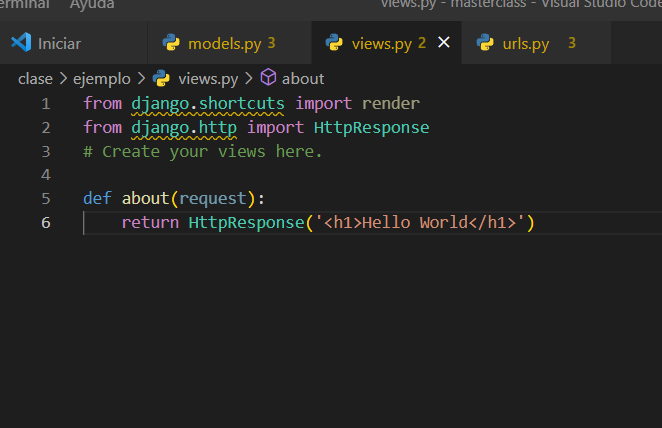 Terminal Ayuda views.py - masterclass - Visual Studio Code
Iniciar models.py 3 views.py 2 × urls.py 3
clase > ejemplo > views.py > about
1 from django.shortcuts import render
2 from django.http import HttpResponse
3 # Create your views here.
4
5 def about(request):
6 return HttpResponse('<h1>Hello World</h1>')